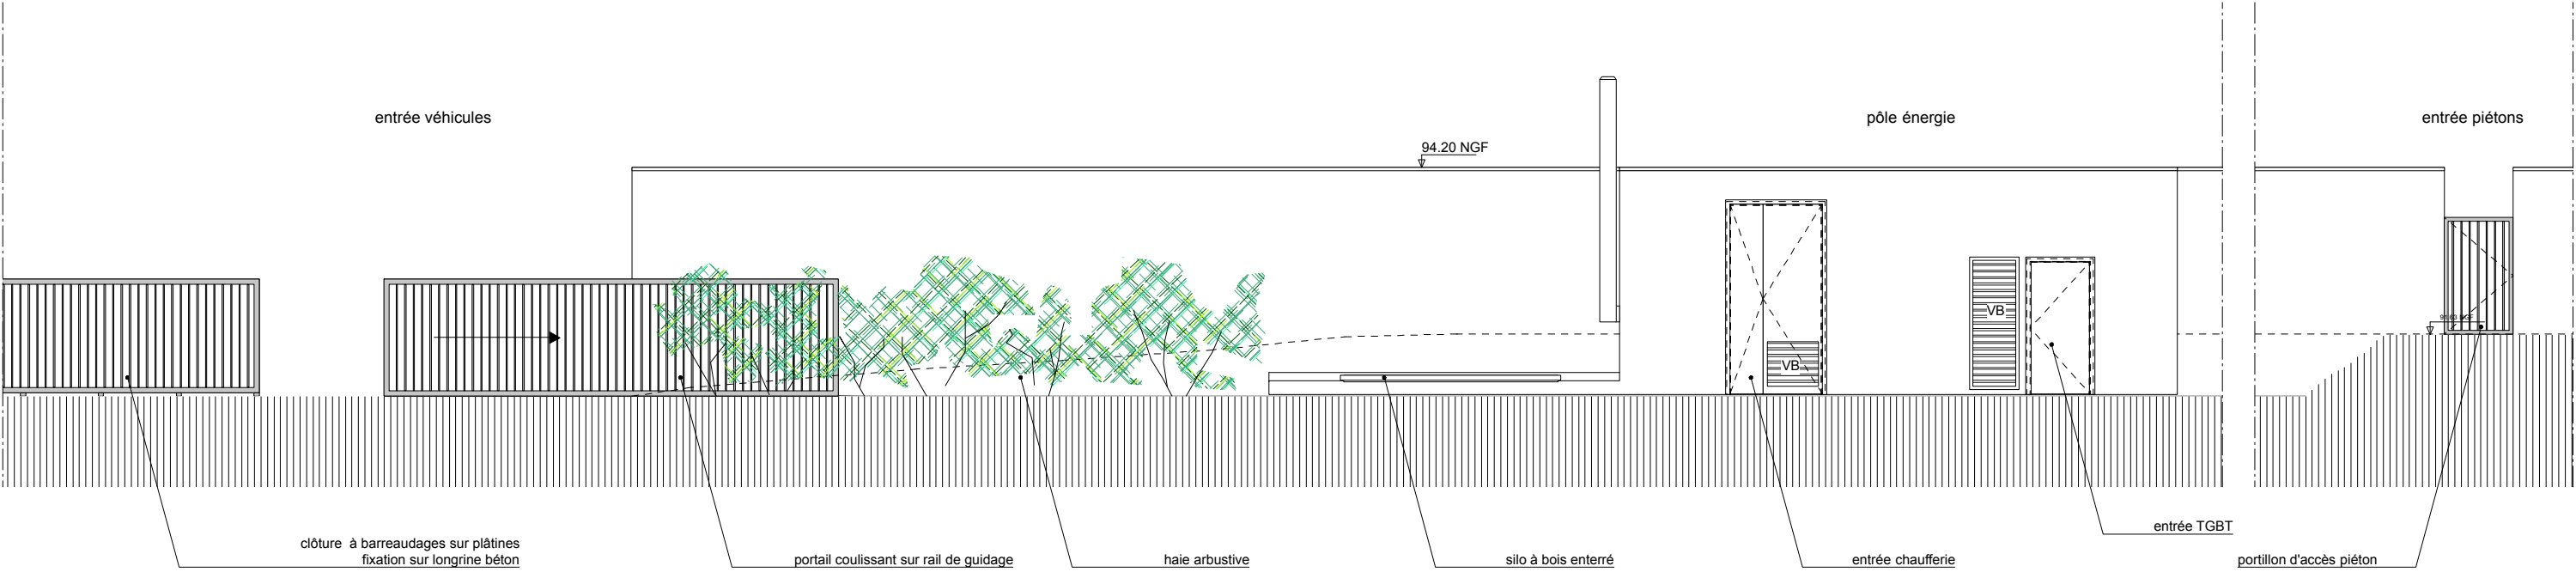 entrée véhicules
pôle énergie
entrée piétons
94.20 NGF
VB
VB
entrée TGBT
clôture à barreaudages sur plâtines
fixation sur longrine béton
portail coulissant sur rail de guidage
haie arbustive
silo à bois enterré
entrée chaufferie
portillon d'accès piéton